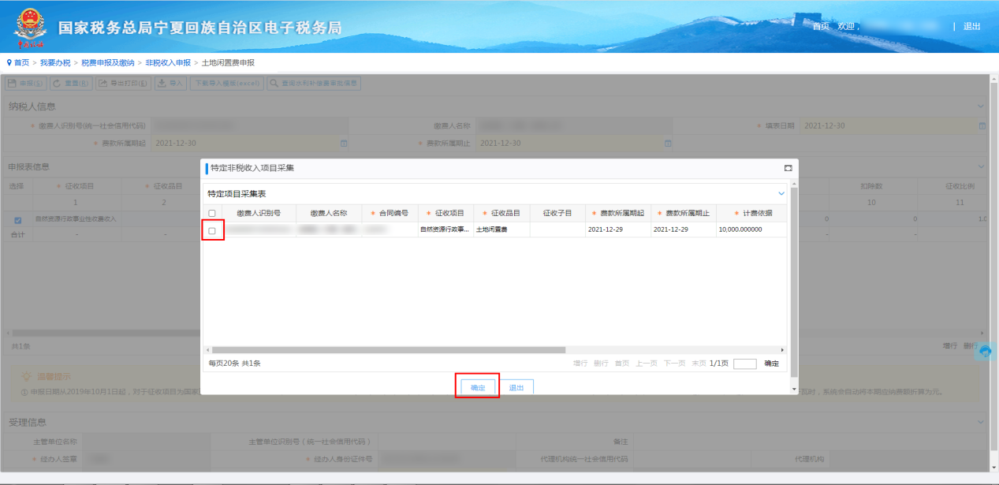 国家税务总局宁夏回族自治区电子税务局
首页 欢迎, | 退出
首页 > 我要办税 > 税费申报及缴纳 > 非税收入申报 > 土地闲置费申报
申报(S) 重置(R) 导出打印(E) 导入 下载导入模板(excel) 查询水利补偿费审批信息
纳税人信息
* 缴费人识别号(统一社会信用代码) 缴费人名称 * 填表日期 2021-12-30
* 费款所属期起 2021-12-30 * 费款所属期止 2021-12-30
申报表信息
选择 * 征收项目 * 征收品目 扣除数 征收比例
1 2 10 11
自然资源行政事业性收费收入 0 0 1.0
合计 - - - -
特定非税收入项目采集
特定项目采集表
缴费人识别号 缴费人名称 * 合同编号 * 征收项目 * 征收品目 征收子目 * 费款所属期起 * 费款所属期止 * 计费依据
自然资源行政事... 土地闲置费 2021-12-29 2021-12-29 10,000.000000
每页20条 共1条 增行 删行 首页 上一页 下一页 末页 1/1页 确定
确定 退出
共1条 增行 删行
温馨提示
① 申报日期从2019年10月1日起,对于征收项目为国家 瓦时,系统会自动将本期应纳费额折算为元。
受理信息
主管单位名称 主管单位识别号(统一社会信用代码) 备注
* 经办人签章 * 经办人身份证件号 代理机构统一社会信用代码 代理机构